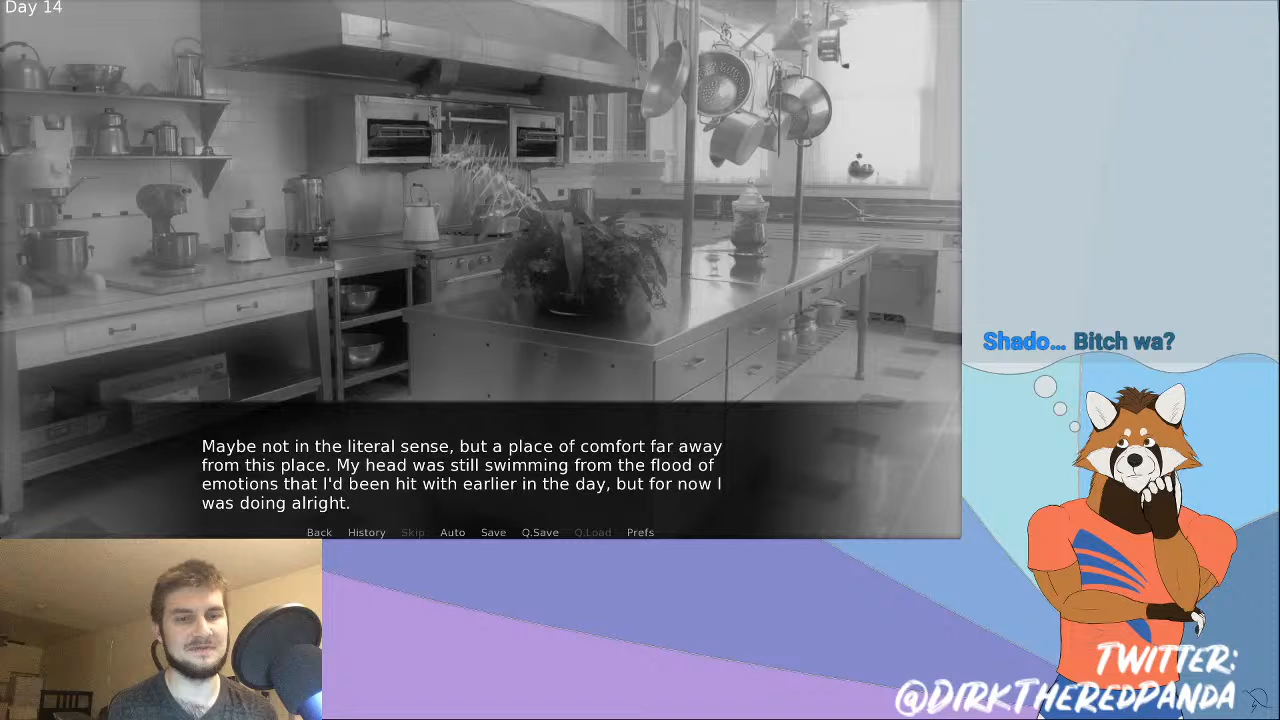 Day 14
Shado... Bitch wa?
Maybe not in the literal sense, but a place of comfort far away
from this place. My head was still swimming from the flood of
emotions that I'd been hit with earlier in the day, but for now I
was doing alright.
Back History Skip Auto Save Q.Save Q.Load Prefs
TWITTER:
@DIRKTHEREDPANDA